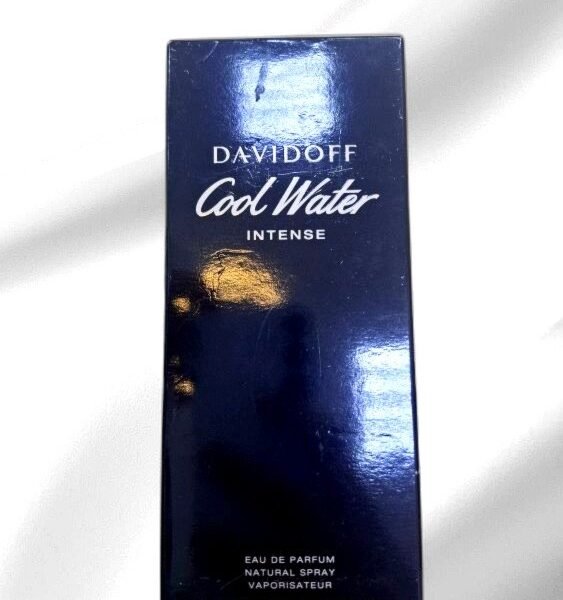 DAVIDOFF
Cool Water
INTENSE
EAU DE PARFUM
NATURAL SPRAY
VAPORISATEUR